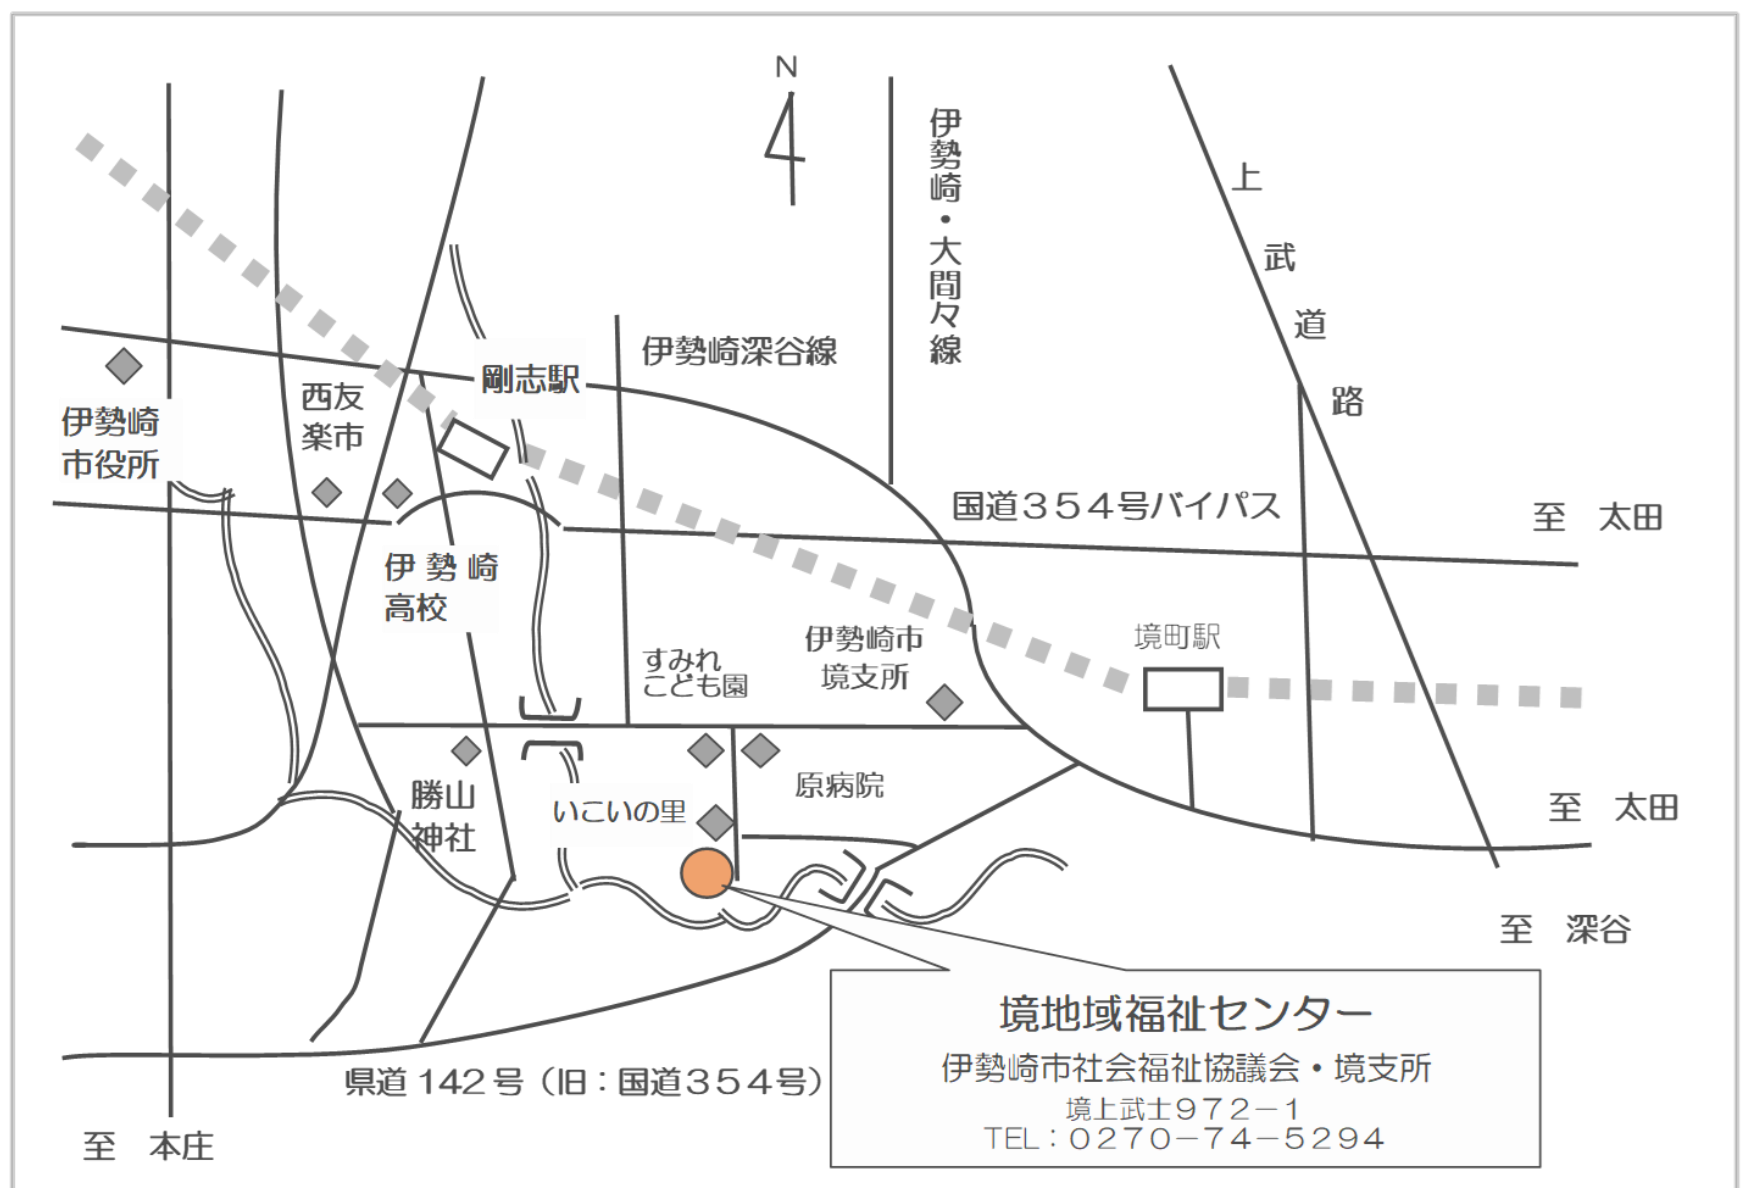 N
伊勢崎・大間々線
上武道路
伊勢崎深谷線
剛志駅
西友
楽市
伊勢崎
市役所
国道354号バイパス
至　太田
伊勢崎
高校
すみれ
こども園
伊勢崎市
境支所
境町駅
勝山
神社
いこいの里
原病院
至　太田
至　深谷
境地域福祉センター
伊勢崎市社会福祉協議会・境支所
境上武士972-1
TEL：0270-74-5294
県道142号（旧：国道354号）
至　本庄